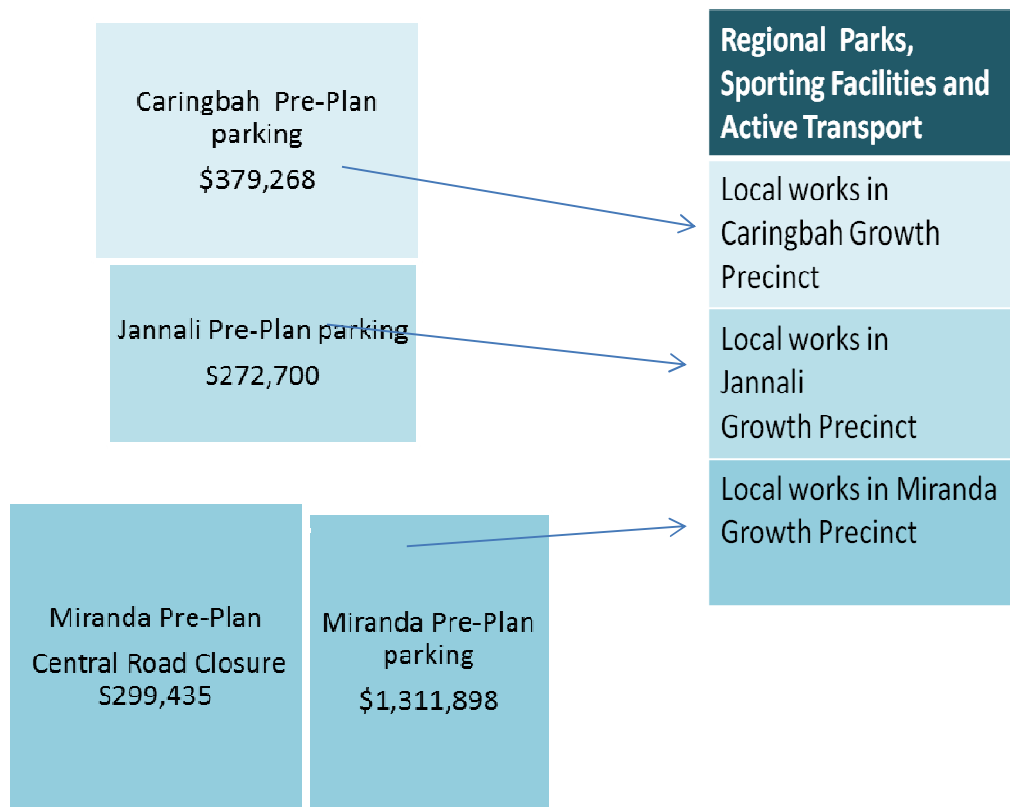 Caringbah Pre-Plan
parking
$379,268
Jannali Pre-Plan parking
$272,700
Miranda Pre-Plan
Central Road Closure
$299,435
Miranda Pre-Plan
parking
$1,311,898
Regional Parks,
Sporting Facilities and
Active Transport
Local works in
Caringbah Growth
Precinct
Local works in
Jannali
Growth Precinct
Local works in Miranda
Growth Precinct